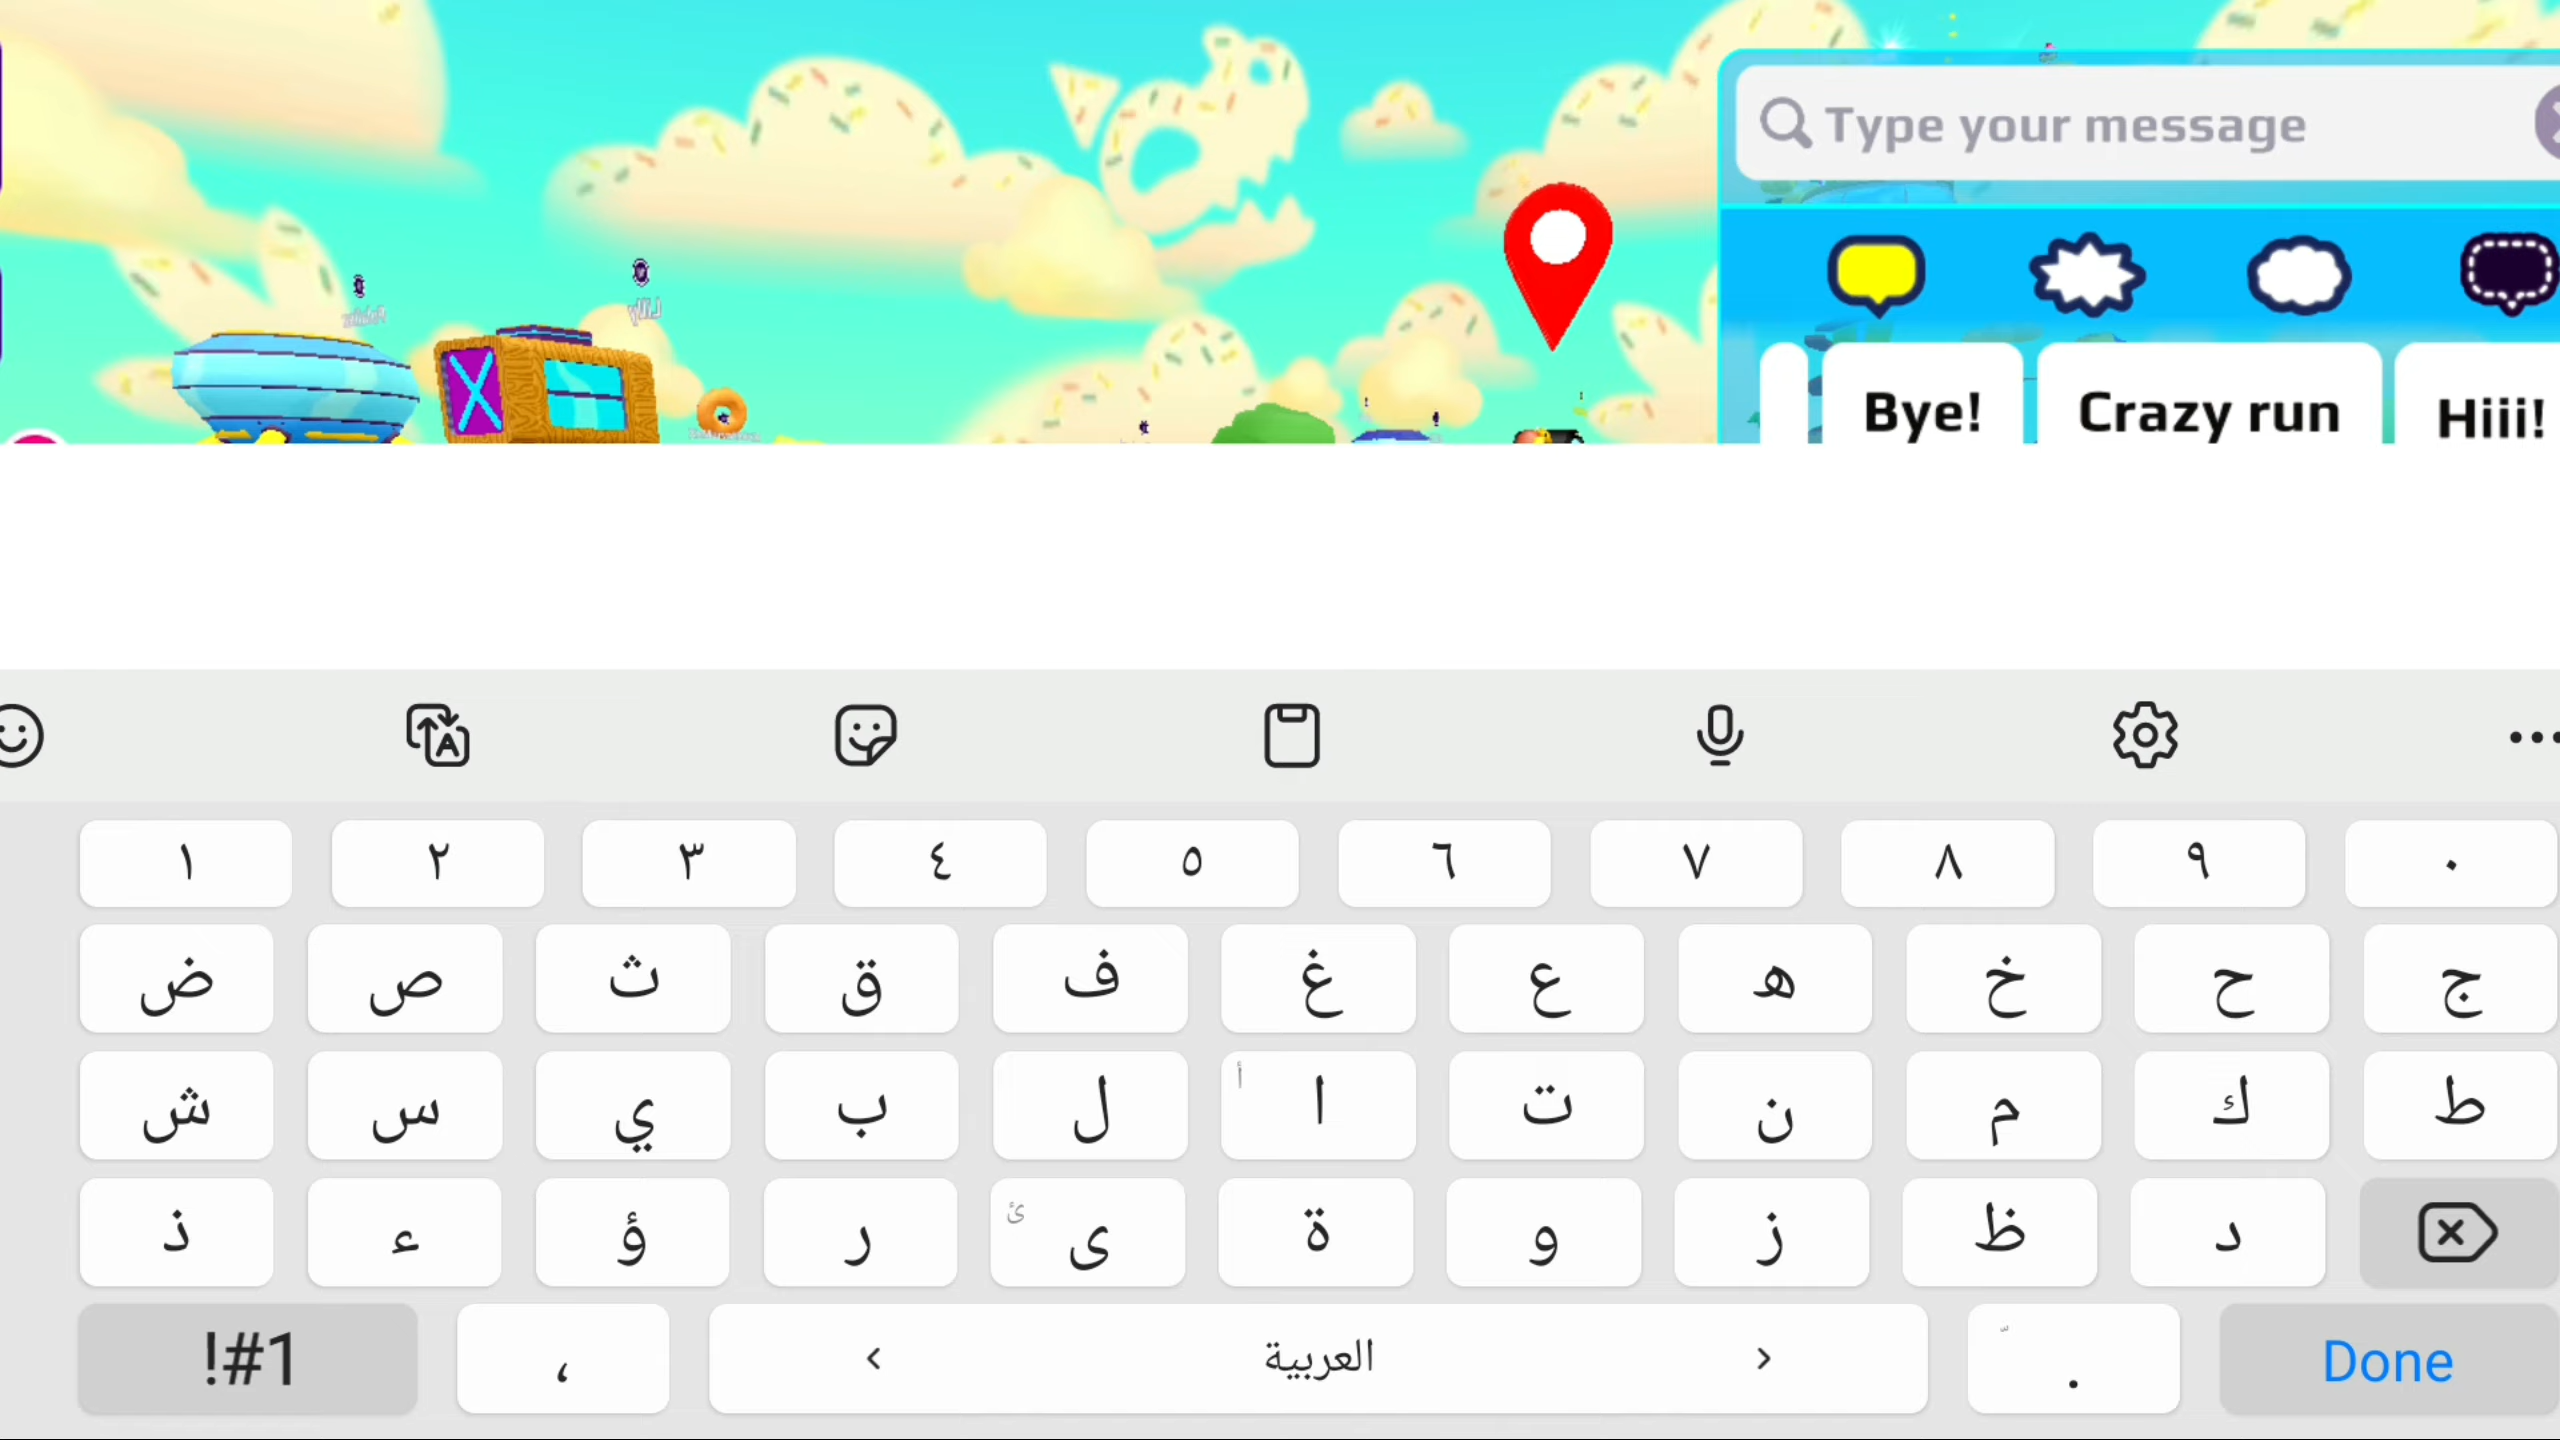 Type your message
Lilly
Bye!
Crazy run
Hiii!
١ ٢ ٣ ٤ ٥ ٦ ٧ ٨ ٩ ٠
ض ص ث ق ف غ ع ه خ ح ج
ش س ي ب ل ا أ ت ن م ك ط
ذ ء ؤ ر ى ئ ة و ز ظ د
!#1 ، < العربية > . Done